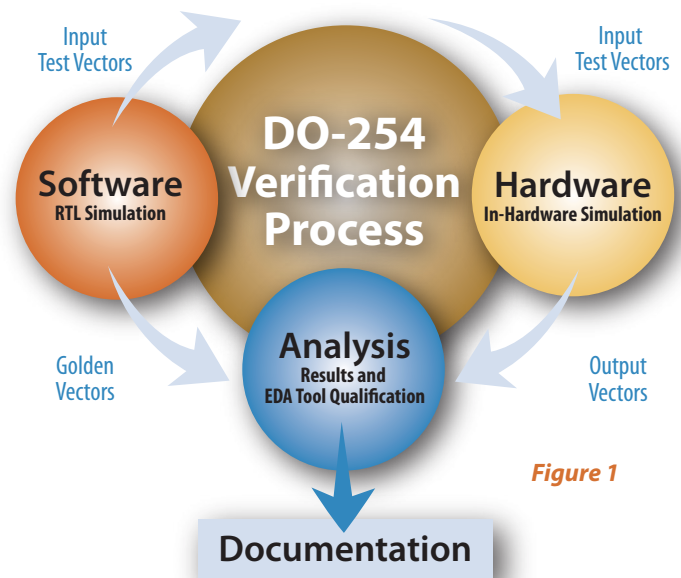 Input
Test Vectors
Input
Test Vectors
DO-254
Verification
Process
Software
RTL Simulation
Hardware
In-Hardware Simulation
Golden
Vectors
Analysis
Results and
EDA Tool Qualification
Output
Vectors
Figure 1
Documentation